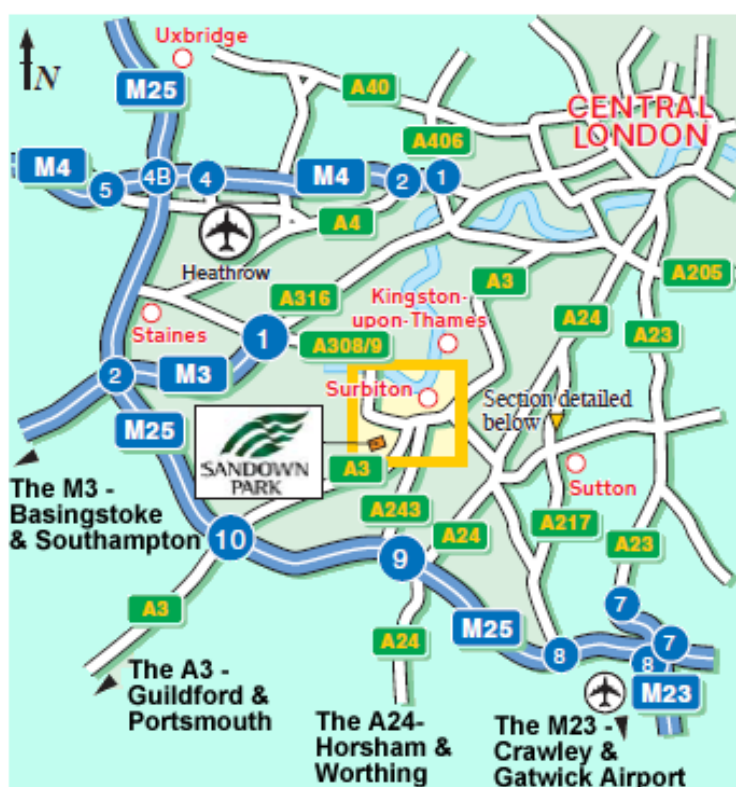 Uxbridge
N
M25
A40
CENTRAL
LONDON
A406
M4
5
4B
4
M4
2
1
A4
Heathrow
A3
A205
A316
Kingston-
upon-Thames
A24
A23
Staines
1
A308/9
2
M3
Surbiton
Section detailed
below
M25
SANDOWN
PARK
A3
Sutton
The M3 -
Basingstoke
& Southampton
10
A243
A24
A217
A23
9
A3
M25
7
A24
8
7
8
M23
The A3 -
Guildford &
Portsmouth
The A24-
Horsham &
Worthing
The M23 -
Crawley &
Gatwick Airport